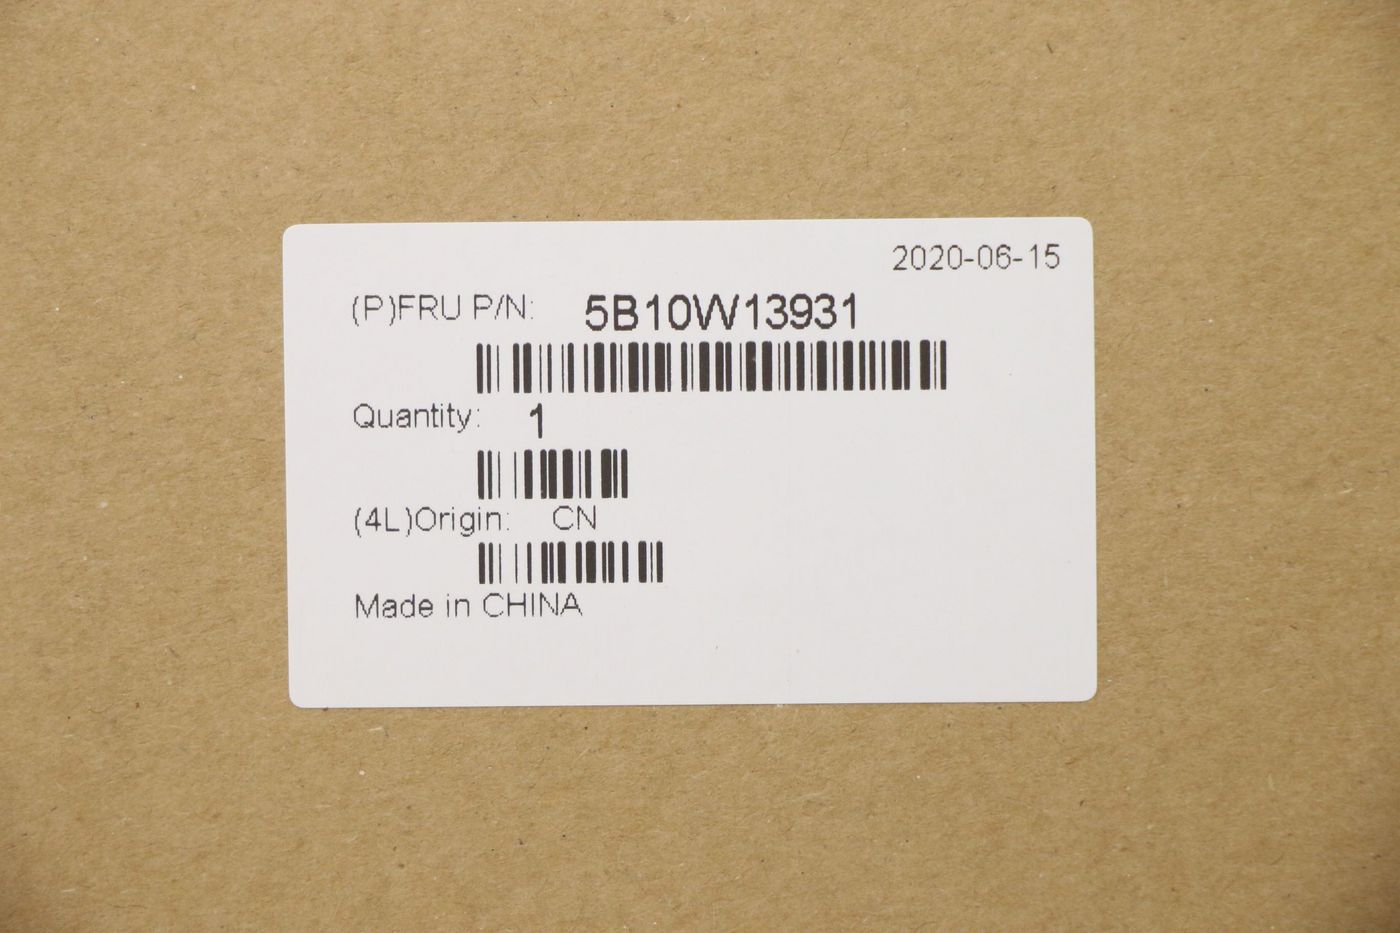 2020-06-15
(P)FRU P/N: 5B10W13931
Quantity: 1
(4L)Origin: CN
Made in CHINA